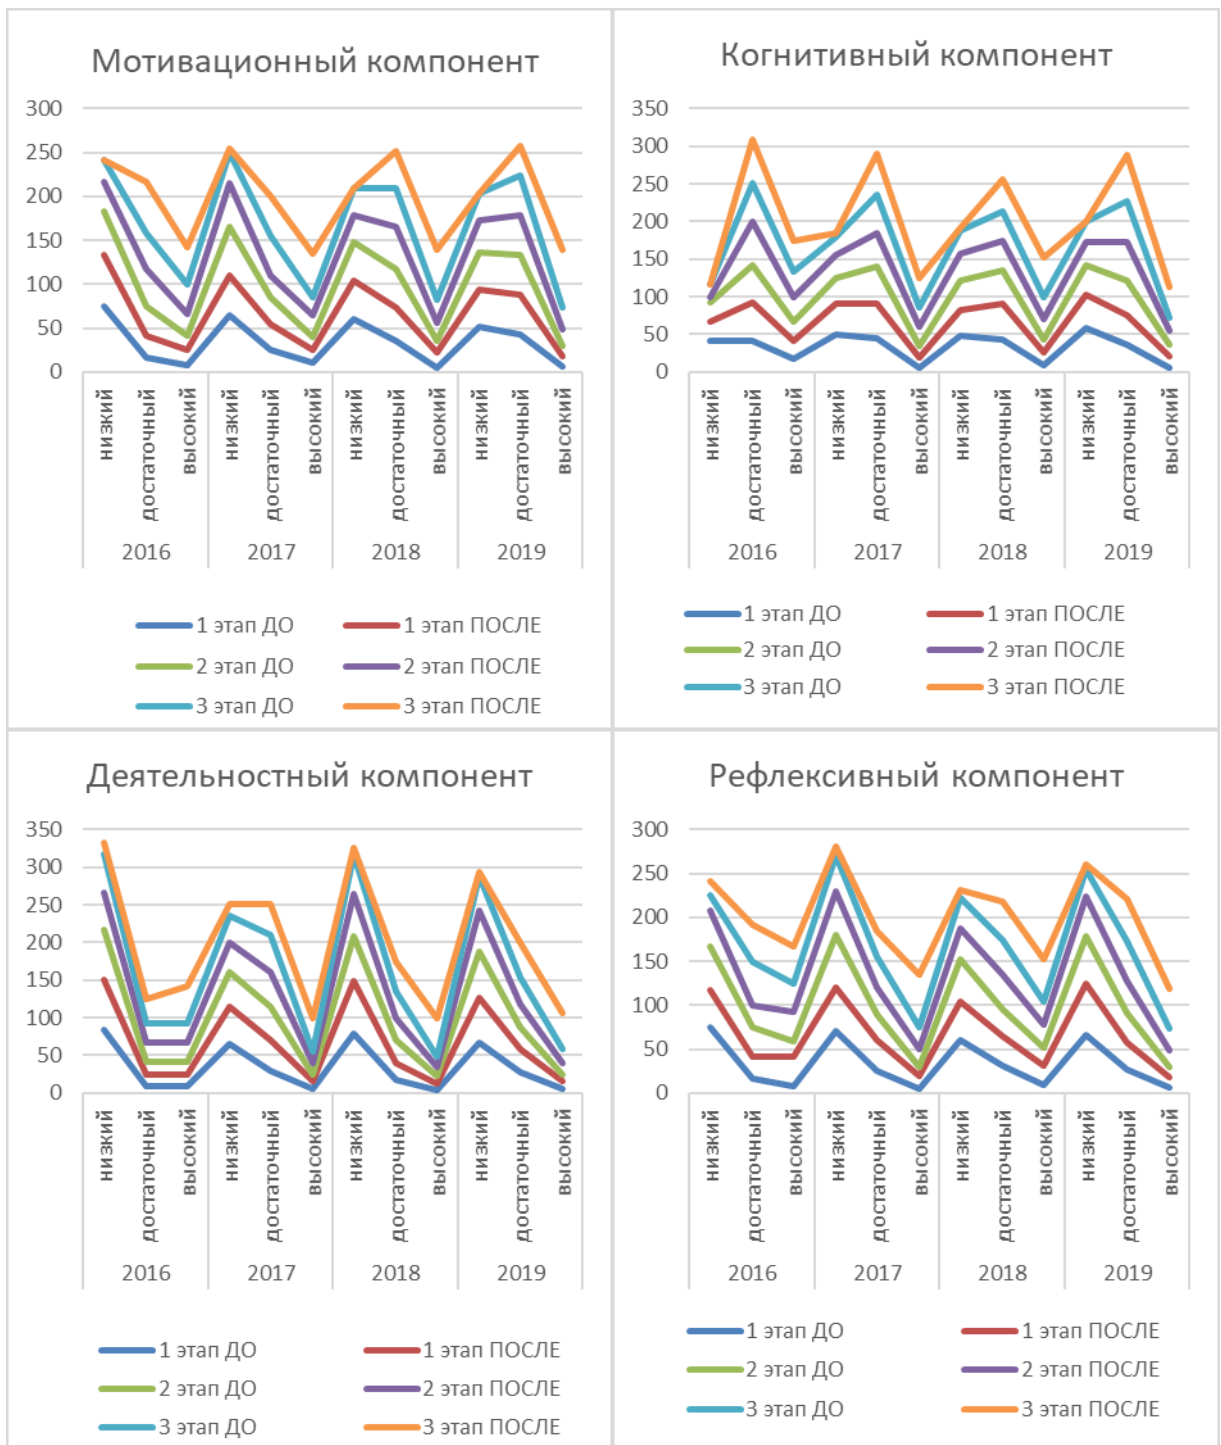 Мотивационный компонент
300
250
200
150
100
50
0
низкий достаточный высокий низкий достаточный высокий низкий достаточный высокий низкий достаточный высокий
2016 2017 2018 2019
1 этап ДО 1 этап ПОСЛЕ
2 этап ДО 2 этап ПОСЛЕ
3 этап ДО 3 этап ПОСЛЕ
Когнитивный компонент
350
300
250
200
150
100
50
0
низкий достаточный высокий низкий достаточный высокий низкий достаточный высокий низкий достаточный высокий
2016 2017 2018 2019
1 этап ДО 1 этап ПОСЛЕ
2 этап ДО 2 этап ПОСЛЕ
3 этап ДО 3 этап ПОСЛЕ
Деятельностный компонент
350
300
250
200
150
100
50
0
низкий достаточный высокий низкий достаточный высокий низкий достаточный высокий низкий достаточный высокий
2016 2017 2018 2019
1 этап ДО 1 этап ПОСЛЕ
2 этап ДО 2 этап ПОСЛЕ
3 этап ДО 3 этап ПОСЛЕ
Рефлексивный компонент
300
250
200
150
100
50
0
низкий достаточный высокий низкий достаточный высокий низкий достаточный высокий низкий достаточный высокий
2016 2017 2018 2019
1 этап ДО 1 этап ПОСЛЕ
2 этап ДО 2 этап ПОСЛЕ
3 этап ДО 3 этап ПОСЛЕ